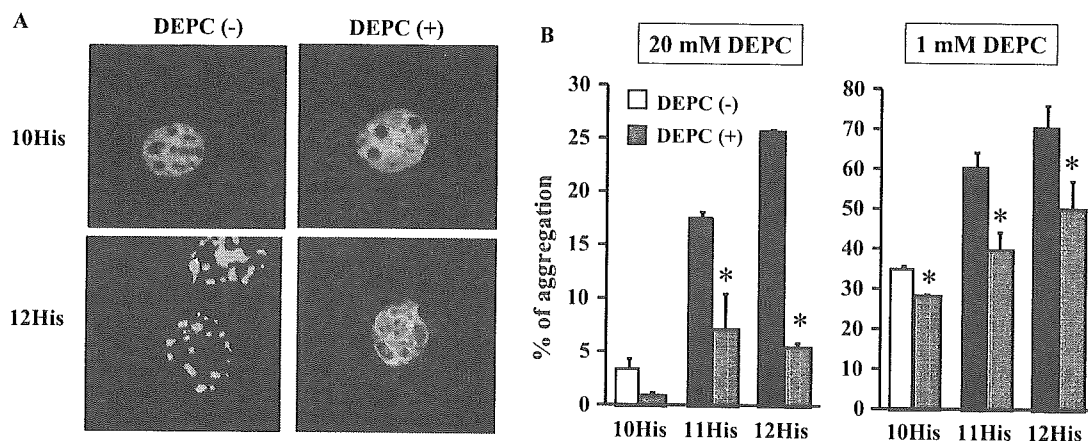 A
DEPC (-)
DEPC (+)
10His
12His
B
20 mM DEPC
1 mM DEPC
% of aggregation
30
25
20
15
10
5
0
DEPC (-)
DEPC (+)
*
*
10His
11His
12His
80
70
60
50
40
30
20
10
0
*
*
*
10His
11His
12His